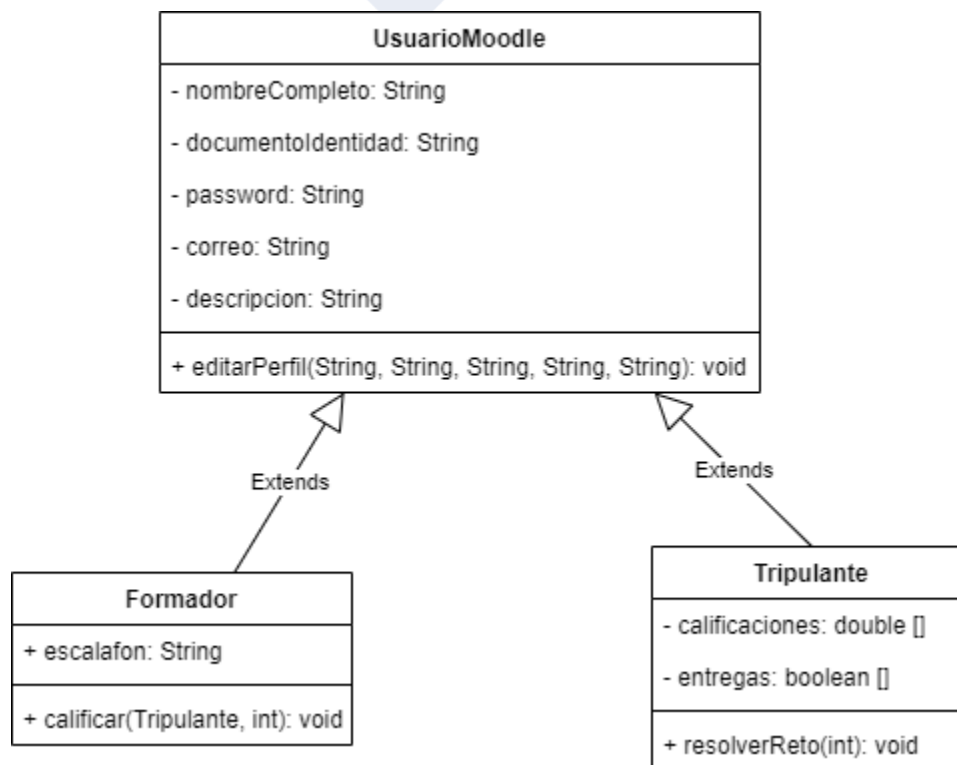 UsuarioMoodle
- nombreCompleto: String
- documentoIdentidad: String
- password: String
- correo: String
- descripcion: String
+ editarPerfil(String, String, String, String, String): void
Extends
Extends
Formador
+ escalafon: String
+ calificar(Tripulante, int): void
Tripulante
- calificaciones: double []
- entregas: boolean []
+ resolverReto(int): void